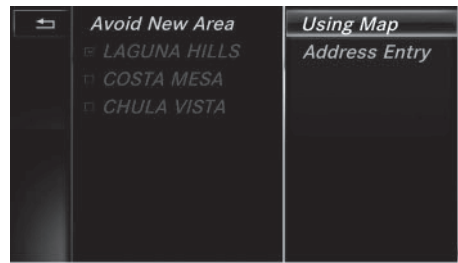 Avoid New Area
LAGUNA HILLS
COSTA MESA
CHULA VISTA
Using Map
Address Entry